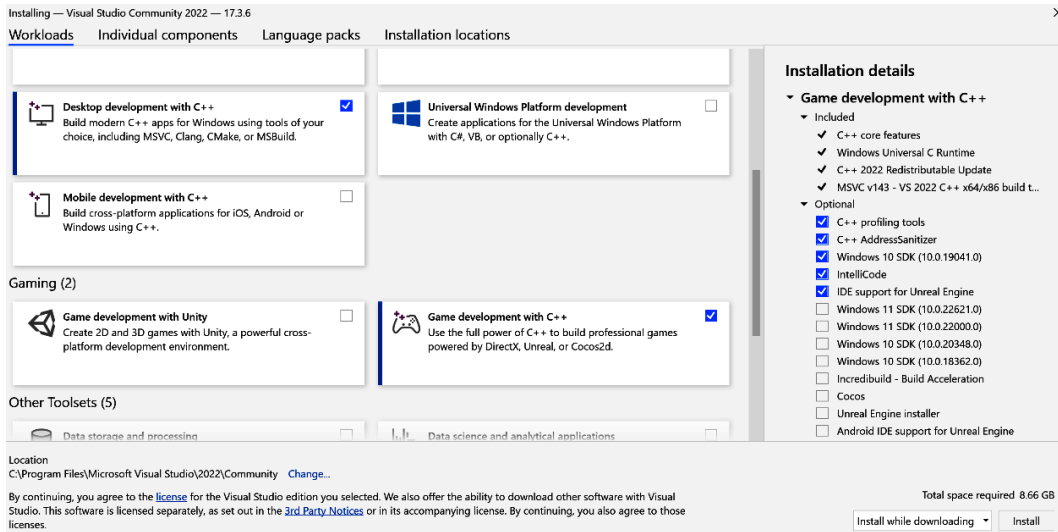 Installing — Visual Studio Community 2022 — 17.3.6
Workloads
Individual components
Language packs
Installation locations
Desktop development with C++
Build modern C++ apps for Windows using tools of your
choice, including MSVC, Clang, CMake, or MSBuild.
Universal Windows Platform development
Create applications for the Universal Windows Platform
with C#, VB, or optionally C++.
Mobile development with C++
Build cross-platform applications for iOS, Android or
Windows using C++.
Gaming (2)
Game development with Unity
Create 2D and 3D games with Unity, a powerful cross-
platform development environment.
Game development with C++
Use the full power of C++ to build professional games
powered by DirectX, Unreal, or Cocos2d.
Other Toolsets (5)
Data storage and processing
Data science and analytical applications
Installation details
Game development with C++
Included
C++ core features
Windows Universal C Runtime
C++ 2022 Redistributable Update
MSVC v143 - VS 2022 C++ x64/x86 build t...
Optional
C++ profiling tools
C++ AddressSanitizer
Windows 10 SDK (10.0.19041.0)
IntelliCode
IDE support for Unreal Engine
Windows 11 SDK (10.0.22621.0)
Windows 11 SDK (10.0.22000.0)
Windows 10 SDK (10.0.20348.0)
Windows 10 SDK (10.0.18362.0)
Incredibuild - Build Acceleration
Cocos
Unreal Engine installer
Android IDE support for Unreal Engine
Location
C:\Program Files\Microsoft Visual Studio\2022\Community Change...
By continuing, you agree to the license for the Visual Studio edition you selected. We also offer the ability to download other software with Visual
Studio. This software is licensed separately, as set out in the 3rd Party Notices or in its accompanying license. By continuing, you also agree to those
licenses.
Total space required 8.66 GB
Install while downloading
Install